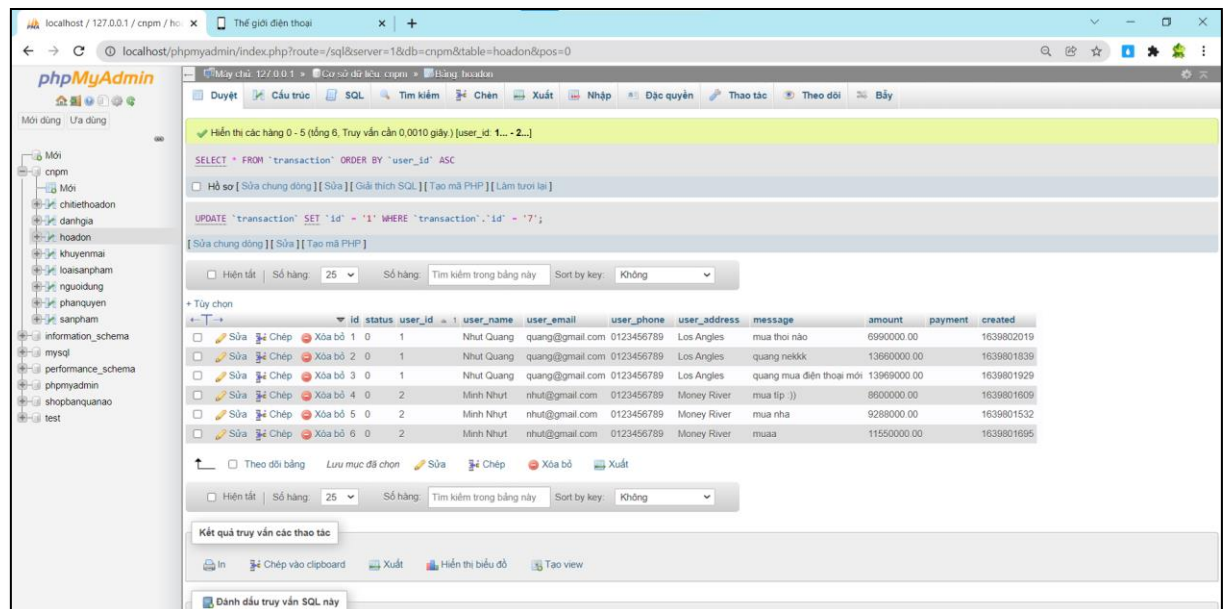 localhost / 127.0.0.1 / cnpm / ho
Thế giới điện thoại
localhost/phpmyadmin/index.php?route=/sql&server=1&db=cnpm&table=hoadon&pos=0
phpMyAdmin
Mới dùng Ưa dùng
Mới
cnpm
Mới
chitiethoadon
danhgia
hoadon
khuyenmai
loaisanpham
nguoidung
phanquyen
sanpham
information_schema
mysql
performance_schema
phpmyadmin
shopbanquanao
test
Máy chủ: 127.0.0.1 » Cơ sở dữ liệu: cnpm » Bảng: hoadon
Duyệt Cấu trúc SQL Tìm kiếm Chèn Xuất Nhập Đặc quyền Thao tác Theo dõi Bẫy
Hiển thị các hàng 0 - 5 (tổng 6, Truy vấn cần 0,0010 giây.) [user_id: 1... - 2...]
SELECT * FROM `transaction` ORDER BY `user_id` ASC
Hồ sơ [ Sửa chung dòng ] [ Sửa ] [ Giải thích SQL ] [ Tạo mã PHP ] [ Làm tươi lại ]
UPDATE `transaction` SET `id` = '1' WHERE `transaction`.`id` = '7';
[ Sửa chung dòng ] [ Sửa ] [ Tạo mã PHP ]
Hiện tất | Số hàng: 25 Số hàng: Tìm kiếm trong bảng này Sort by key: Không
+ Tùy chọn
←T→ id status user_id 1 user_name user_email user_phone user_address message amount payment created
Sửa Chép Xóa bỏ 1 0 1 Nhut Quang quang@gmail.com 0123456789 Los Angles mua thoi nào 6990000.00 1639802019
Sửa Chép Xóa bỏ 2 0 1 Nhut Quang quang@gmail.com 0123456789 Los Angles quang nekkk 13660000.00 1639801839
Sửa Chép Xóa bỏ 3 0 1 Nhut Quang quang@gmail.com 0123456789 Los Angles quang mua điện thoại mới 13969000.00 1639801929
Sửa Chép Xóa bỏ 4 0 2 Minh Nhựt nhut@gmail.com 0123456789 Money River mua típ :)) 8600000.00 1639801609
Sửa Chép Xóa bỏ 5 0 2 Minh Nhựt nhut@gmail.com 0123456789 Money River mua nha 9288000.00 1639801532
Sửa Chép Xóa bỏ 6 0 2 Minh Nhựt nhut@gmail.com 0123456789 Money River muaa 11550000.00 1639801695
Theo dõi bảng Lưu mục đã chọn Sửa Chép Xóa bỏ Xuất
Hiện tất | Số hàng: 25 Số hàng: Tìm kiếm trong bảng này Sort by key: Không
Kết quả truy vấn các thao tác
In Chép vào clipboard Xuất Hiển thị biểu đồ Tạo view
Đánh dấu truy vấn SQL này